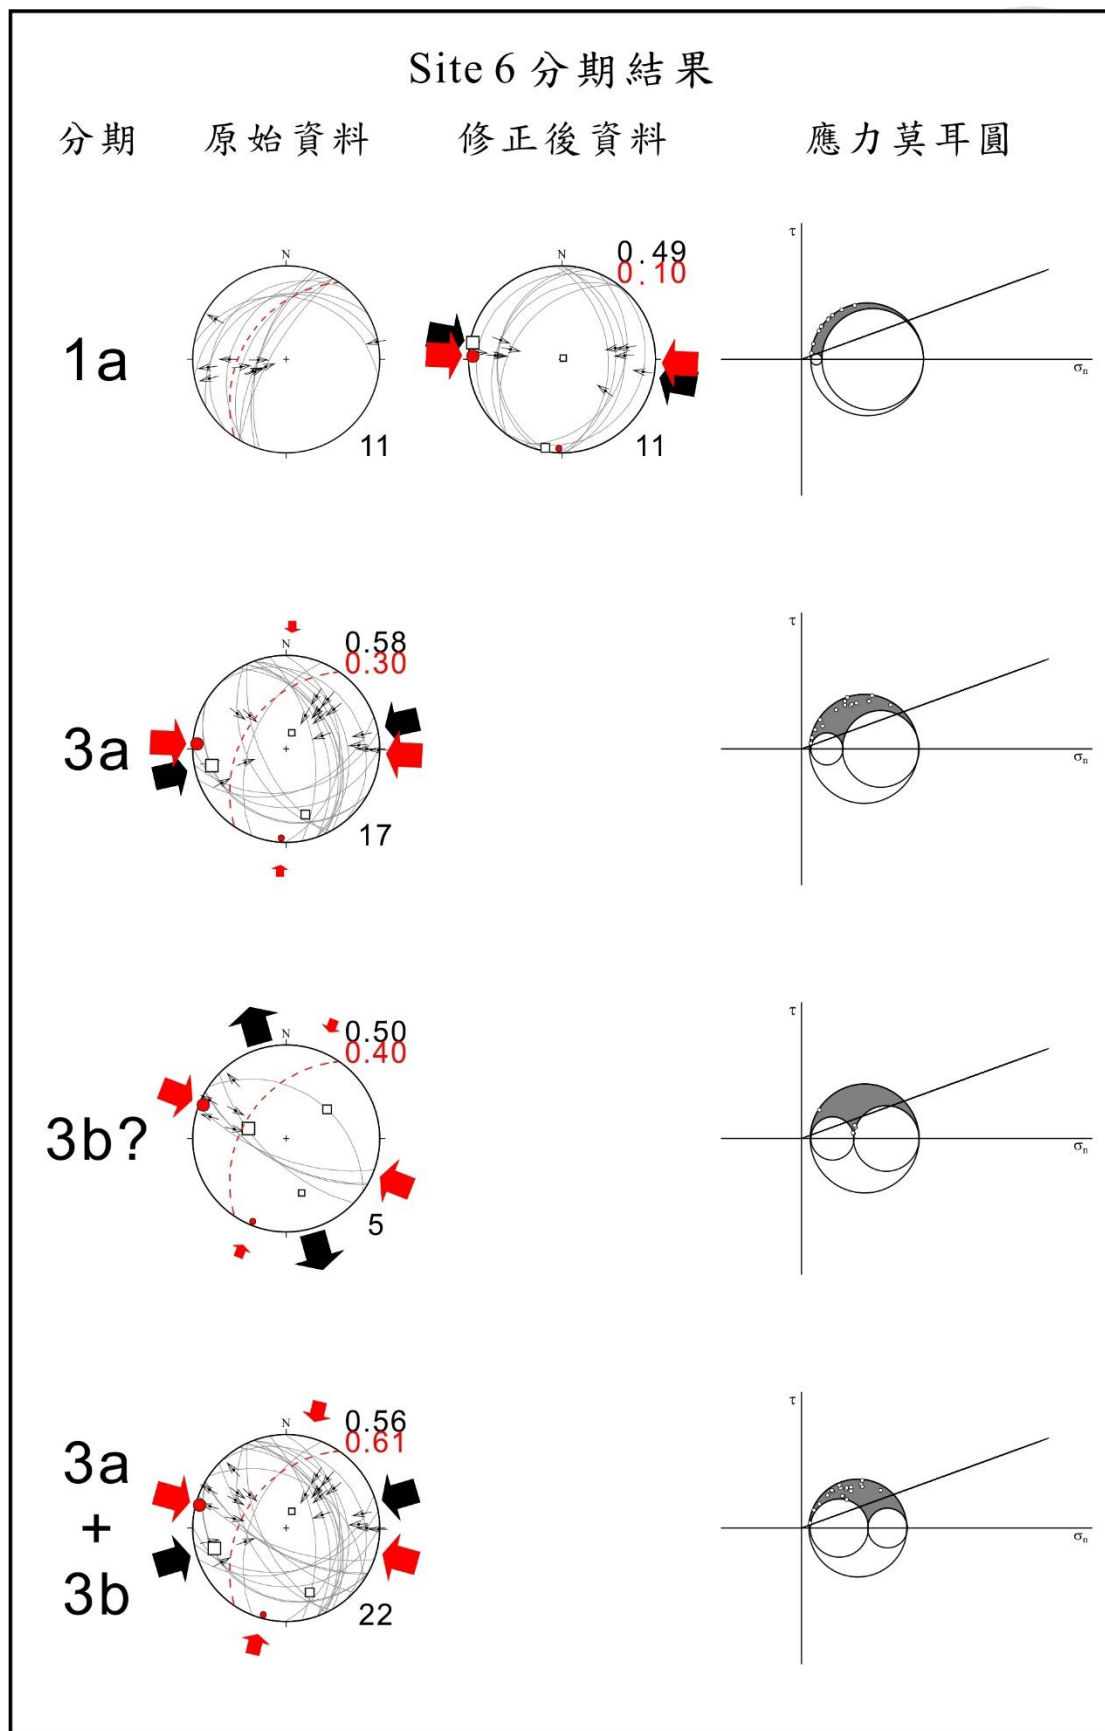 Site 6 分期結果
分期 原始資料 修正後資料 應力莫耳圓
1a
N
11
N
0.49
0.10
11
τ
σn
3a
N
0.58
0.30
17
τ
σn
3b?
N
0.50
0.40
5
τ
σn
3a
+
3b
N
0.56
0.61
22
τ
σn